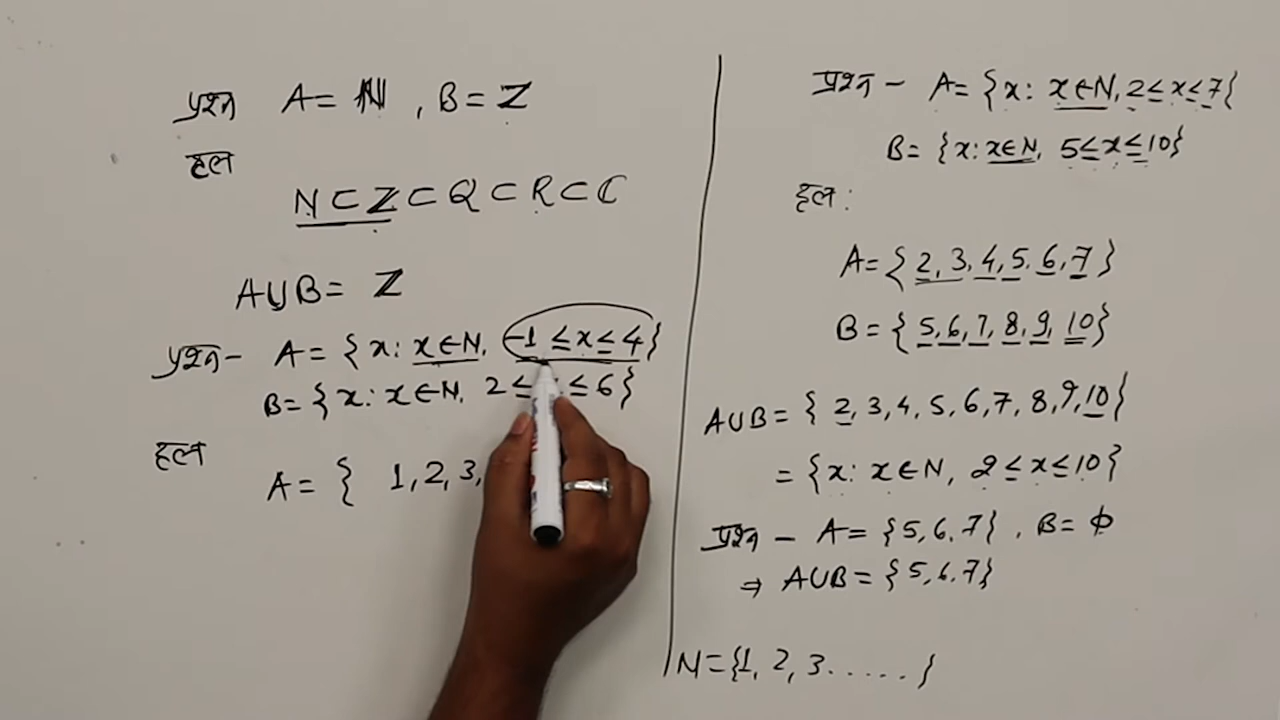 प्रश्न A = N , B = Z
हल
N ⊂ Z ⊂ Q ⊂ R ⊂ C
A∪B = Z
प्रश्न - A = { x : x ∈ N, -1 ≤ x ≤ 4 }
B = { x : x ∈ N, 2 ≤ ≤ 6 }
हल
A = { 1, 2, 3,
प्रश्न - A = { x : x ∈ N, 2 ≤ x ≤ 7 {
B = { x : x ∈ N, 5 ≤ x ≤ 10 }
हल :
A = { 2, 3, 4, 5, 6, 7 }
B = { 5, 6, 7, 8, 9, 10 }
A∪B = { 2, 3, 4, 5, 6, 7, 8, 9, 10 }
= { x : x ∈ N, 2 ≤ x ≤ 10 }
प्रश्न - A = { 5, 6, 7 } , B = ϕ
⇒ A∪B = { 5, 6, 7 }
N = { 1, 2, 3 ...... }